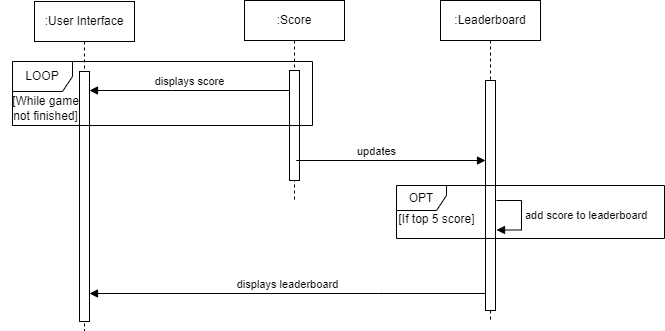 :User Interface
:Score
:Leaderboard
LOOP
displays score
[While game
not finished]
updates
OPT
[If top 5 score]
add score to leaderboard
displays leaderboard